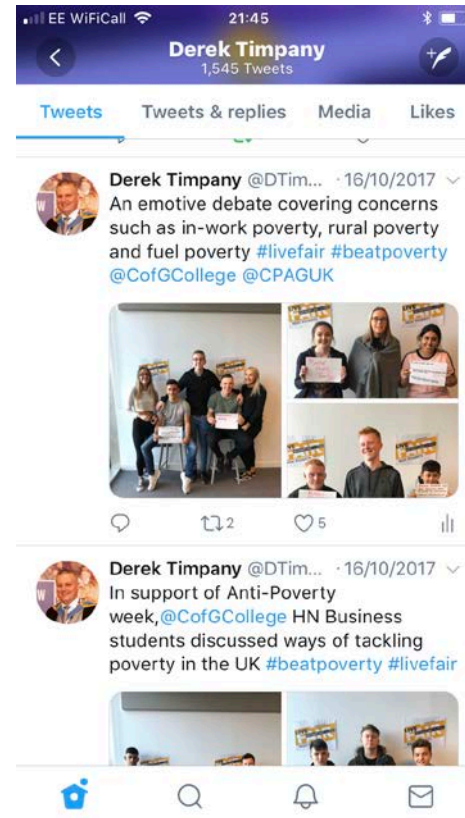 EE WiFiCall 21:45
Derek Timpany
1,545 Tweets
Tweets Tweets & replies Media Likes
Derek Timpany @DTim... · 16/10/2017
An emotive debate covering concerns
such as in-work poverty, rural poverty
and fuel poverty #livefair #beatpoverty
@CofGCollege @CPAGUK
2 5
Derek Timpany @DTim... · 16/10/2017
In support of Anti-Poverty
week,@CofGCollege HN Business
students discussed ways of tackling
poverty in the UK #beatpoverty #livefair